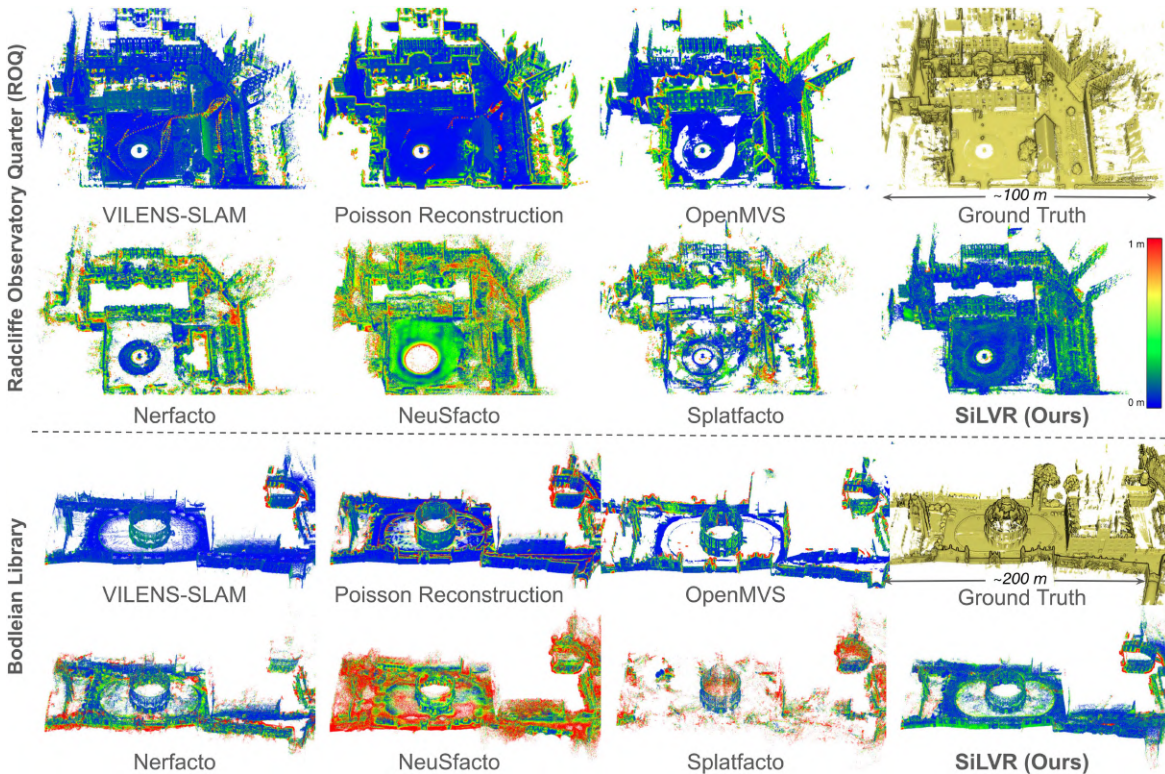 Radcliffe Observatory Quarter (ROQ)
VILENS-SLAM
Poisson Reconstruction
OpenMVS
~100 m
Ground Truth
1 m
0 m
Nerfacto
NeuSfacto
Splatfacto
SiLVR (Ours)
Bodleian Library
VILENS-SLAM
Poisson Reconstruction
OpenMVS
~200 m
Ground Truth
Nerfacto
NeuSfacto
Splatfacto
SiLVR (Ours)